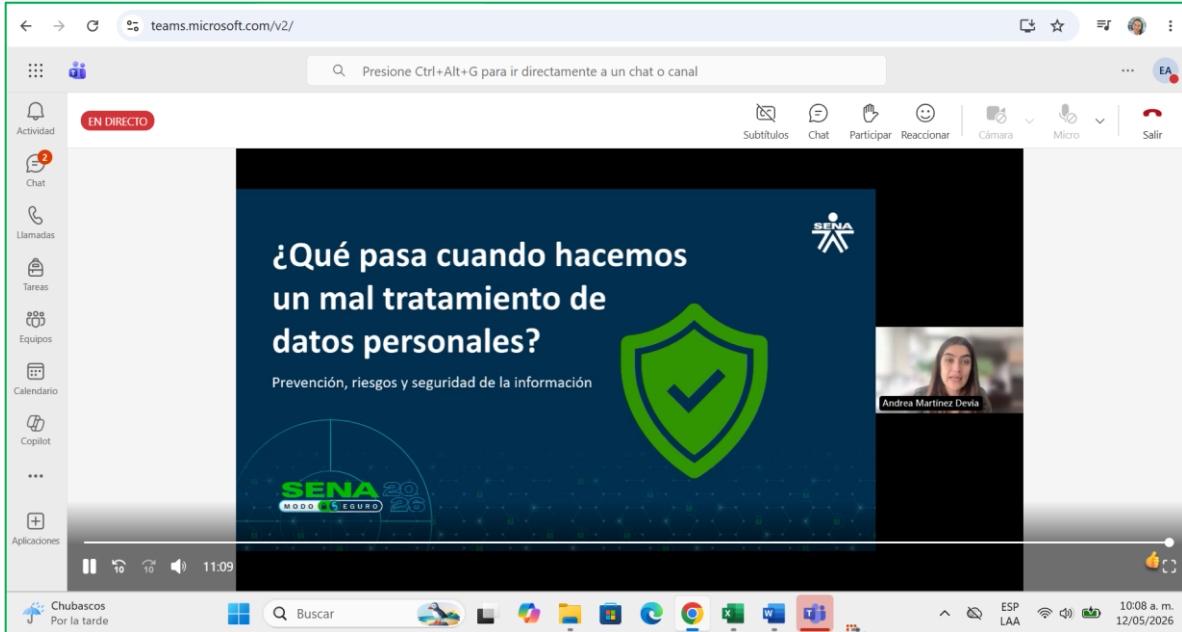 teams.microsoft.com/v2/
Presione Ctrl+Alt+G para ir directamente a un chat o canal
EA
Actividad
2
Chat
Llamadas
Tareas
Equipos
Calendario
Copilot
Aplicaciones
EN DIRECTO
Subtítulos
Chat
Participar
Reaccionar
Cámara
Micro
Salir
SENA
¿Qué pasa cuando hacemos
un mal tratamiento de
datos personales?
Prevención, riesgos y seguridad de la información
Andrea Martínez Devia
SENA 2026
MODO SEGURO
10
10
11:09
Chubascos
Por la tarde
Buscar
ESP
LAA
10:08 a. m.
12/05/2026